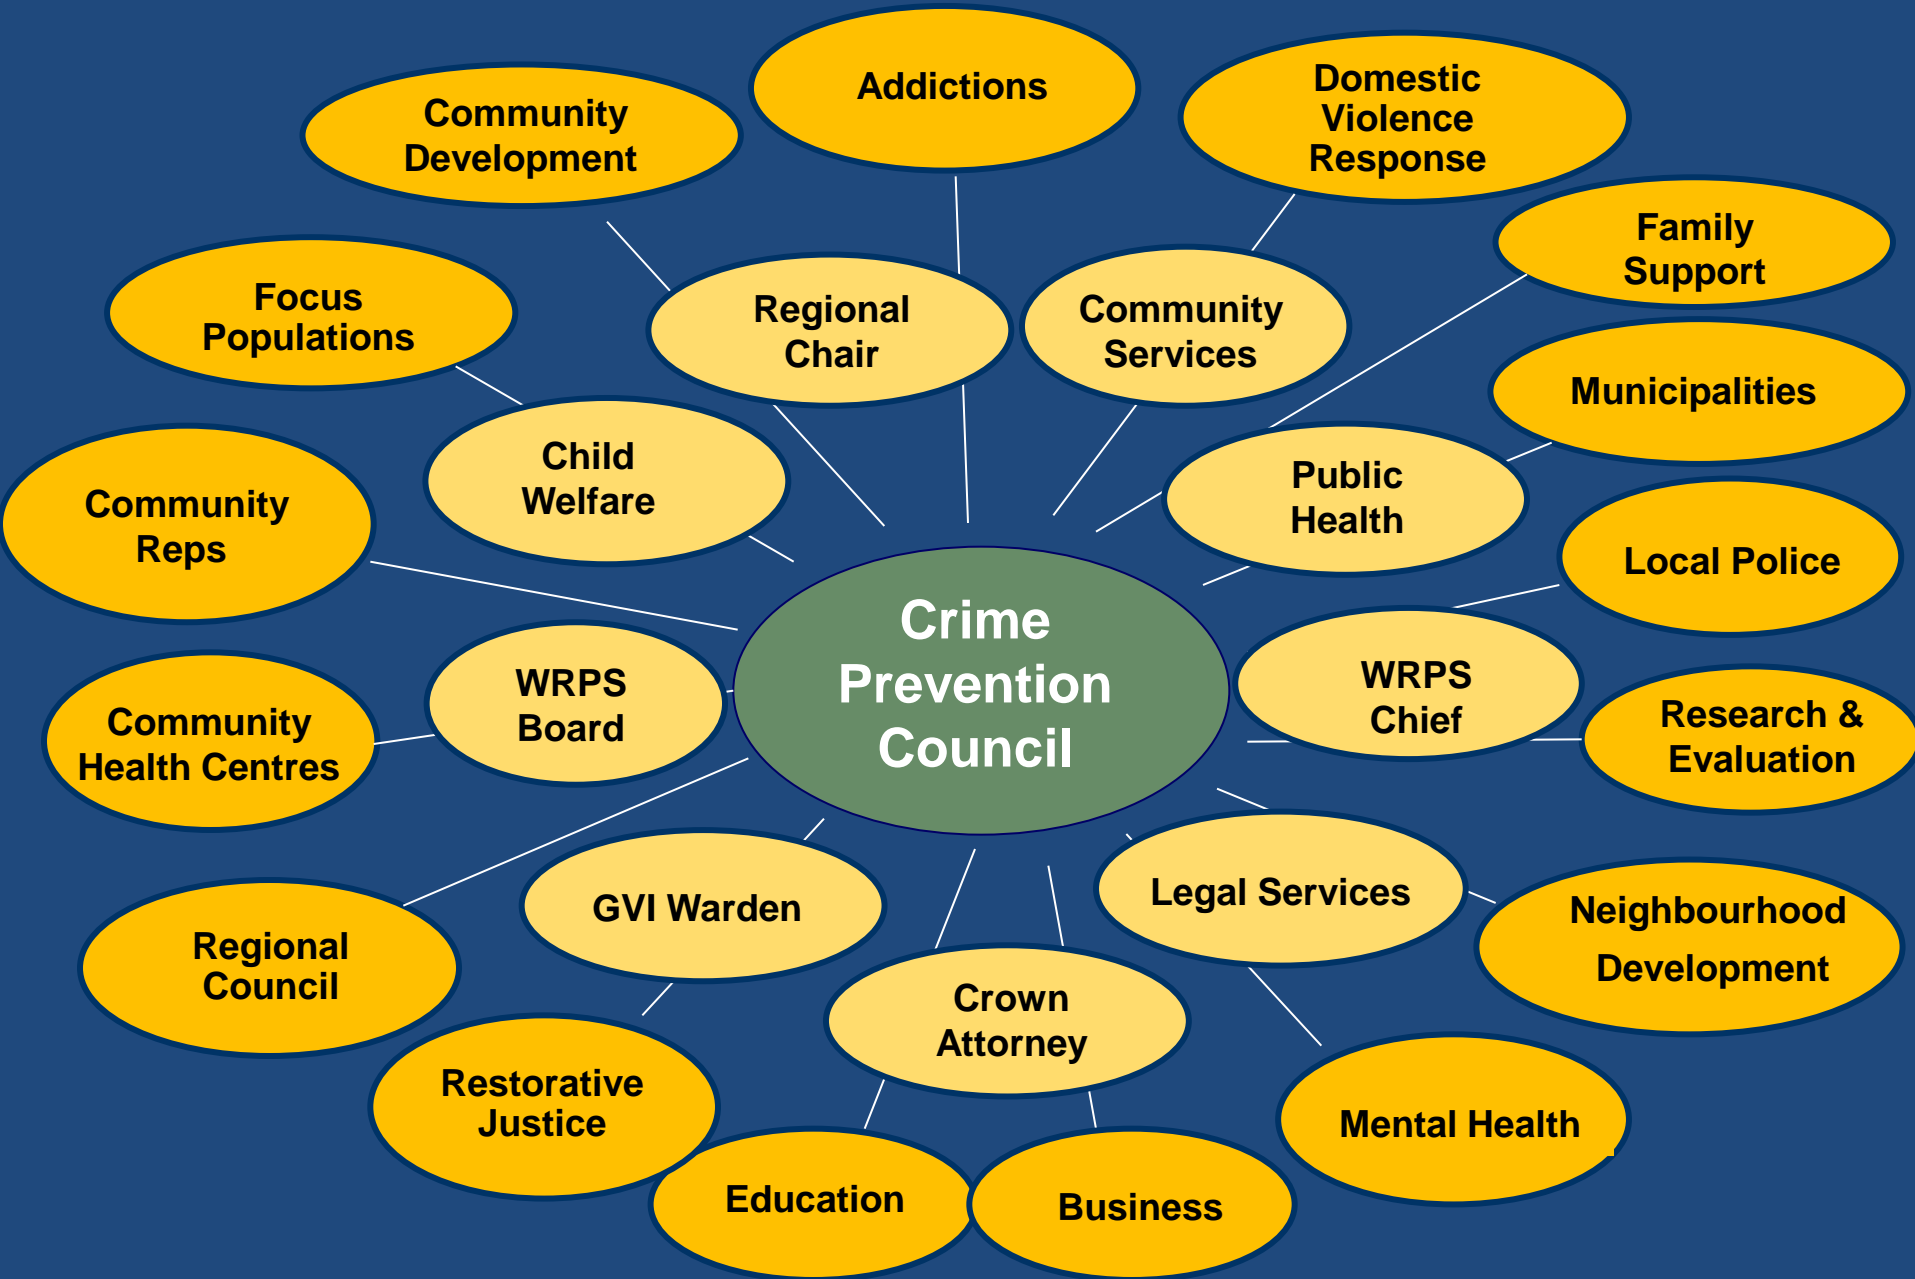 Addictions
Domestic
Violence
Response
Community
Development
Family
Support
Focus
Populations
Regional
Chair
Community
Services
Municipalities
Child
Welfare
Public
Health
Community
Reps
Local Police
Crime
Prevention
Council
WRPS
Board
WRPS
Chief
Community
Health Centres
Research &
Evaluation
GVI Warden
Legal Services
Neighbourhood
Development
Regional
Council
Crown
Attorney
Restorative
Justice
Mental Health
Education
Business